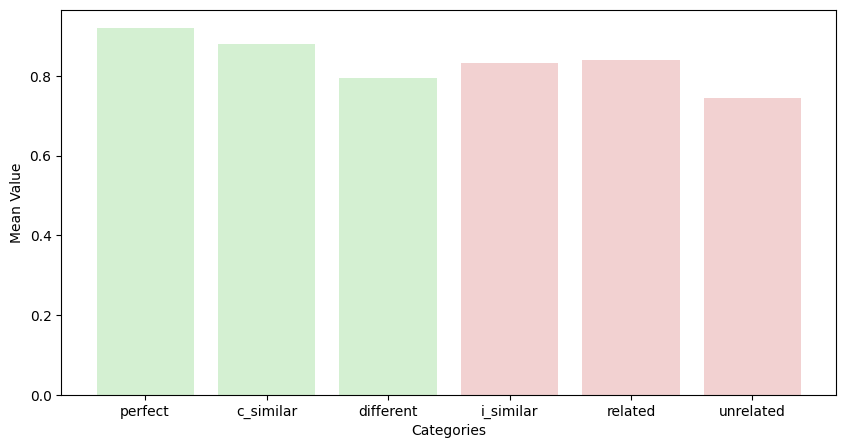 Mean Value
0.8
0.6
0.4
0.2
0.0
perfect
c_similar
different
i_similar
related
unrelated
Categories